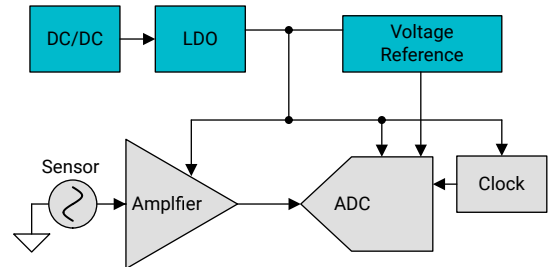 DC/DC
LDO
Voltage
Reference
Sensor
Amplfier
ADC
Clock